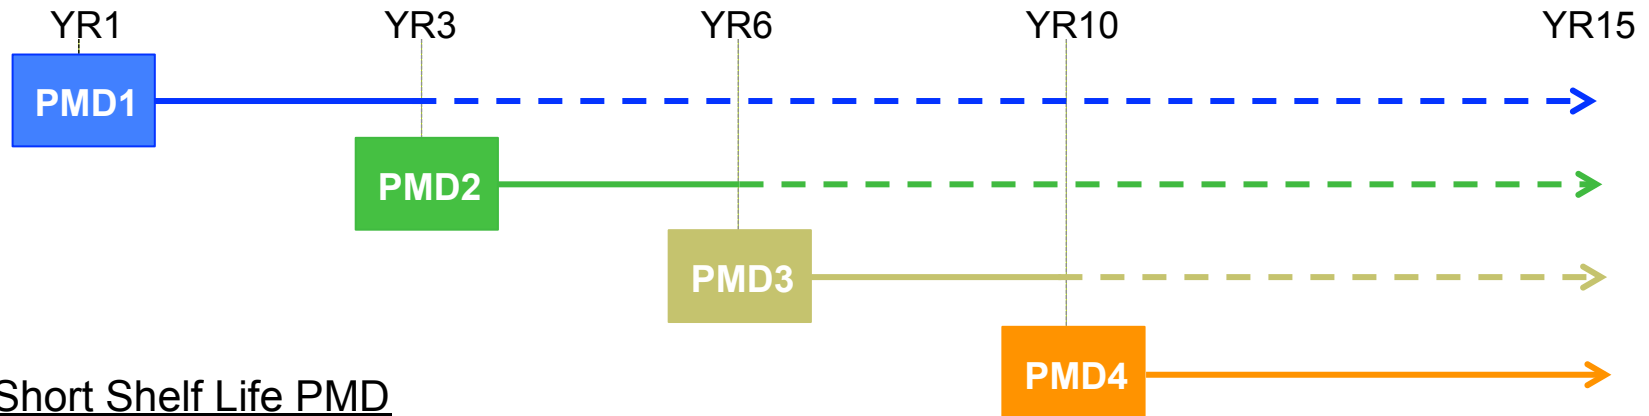 YR1 YR3 YR6 YR10 YR15
PMD1
PMD2
PMD3
PMD4
Short Shelf Life PMD